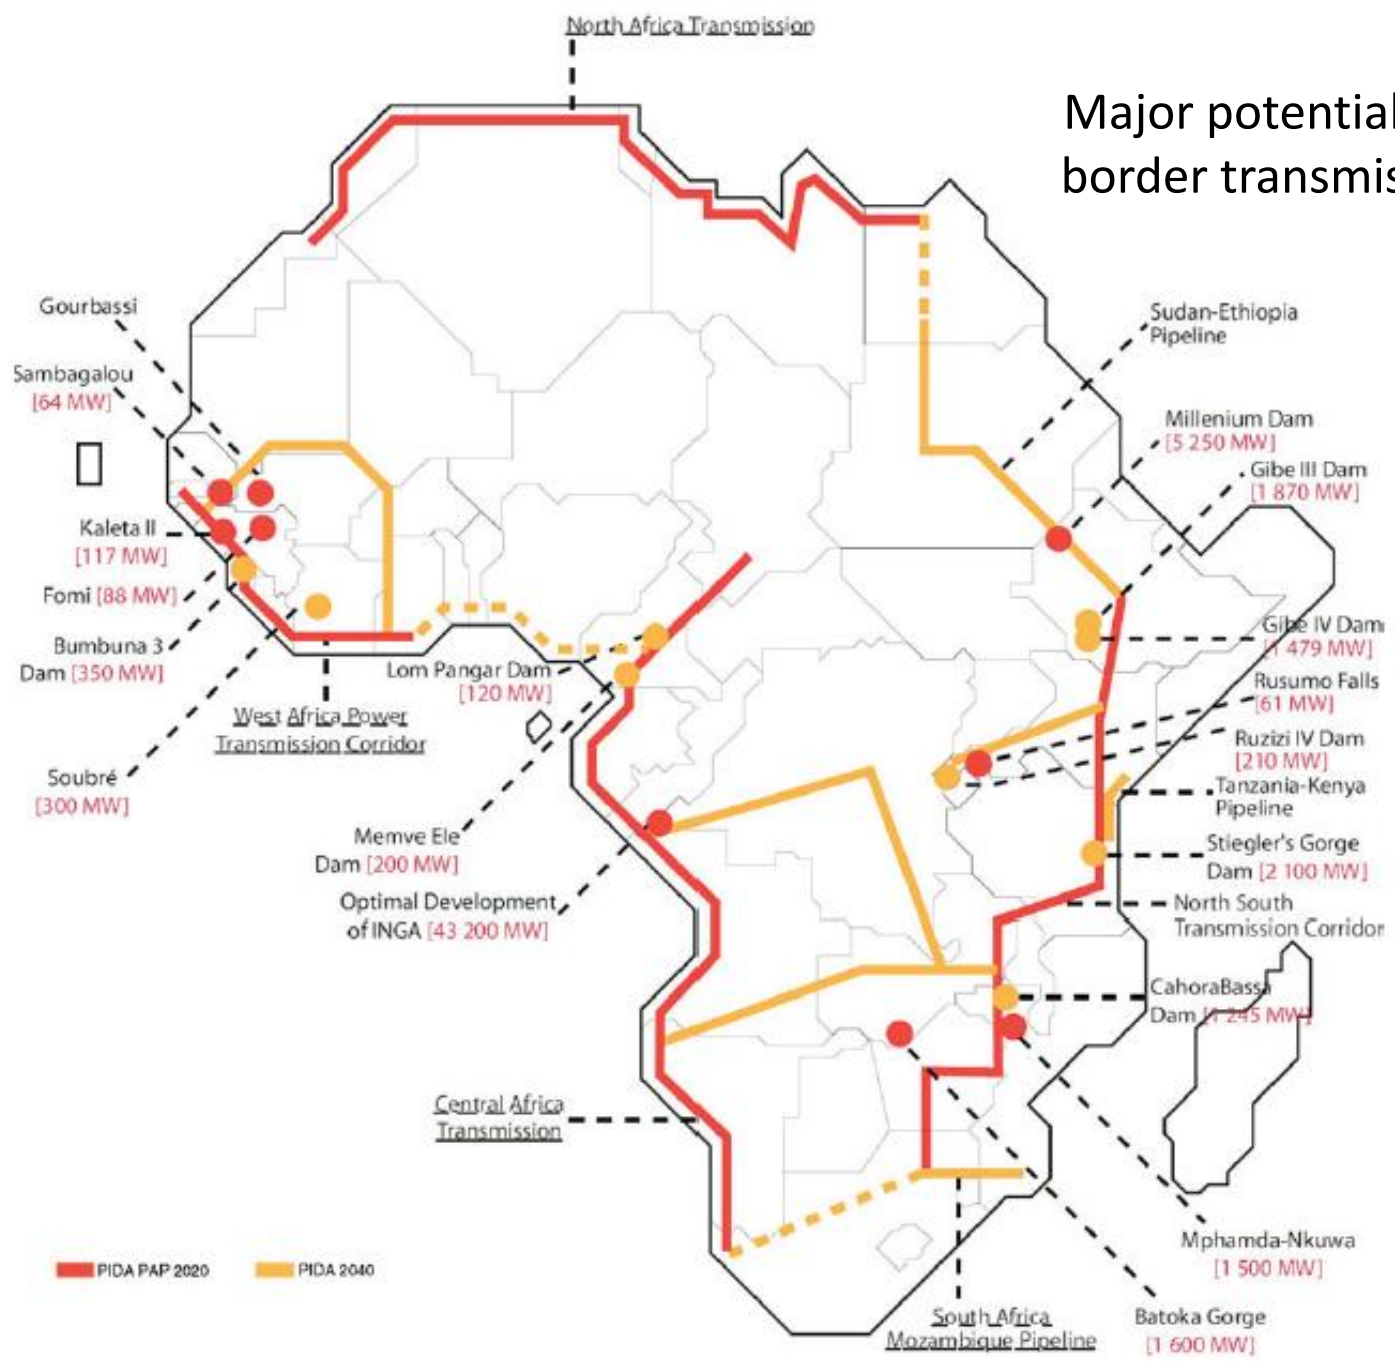 North Africa Transmission
Major potential
border transmis
Gourbassi
Sambagalou
[64 MW]
Kaleta II
[117 MW]
Fomi [88 MW]
Bumbuna 3
Dam [350 MW]
Soubré
[300 MW]
West Africa Power
Transmission Corridor
Lom Pangar Dam
[120 MW]
Memve Ele
Dam [200 MW]
Optimal Development
of INGA [43 200 MW]
Central Africa
Transmission
Sudan-Ethiopia
Pipeline
Millenium Dam
[5 250 MW]
Gibe III Dam
[1 870 MW]
Gibe IV Dam
[1 479 MW]
Rusumo Falls
[61 MW]
Ruzizi IV Dam
[210 MW]
Tanzania-Kenya
Pipeline
Stiegler's Gorge
Dam [2 100 MW]
North South
Transmission Corridor
CahoraBassa
Dam [1 245 MW]
Mphamda-Nkuwa
[1 500 MW]
Batoka Gorge
[1 600 MW]
South Africa
Mozambique Pipeline
PIDA PAP 2020
PIDA 2040